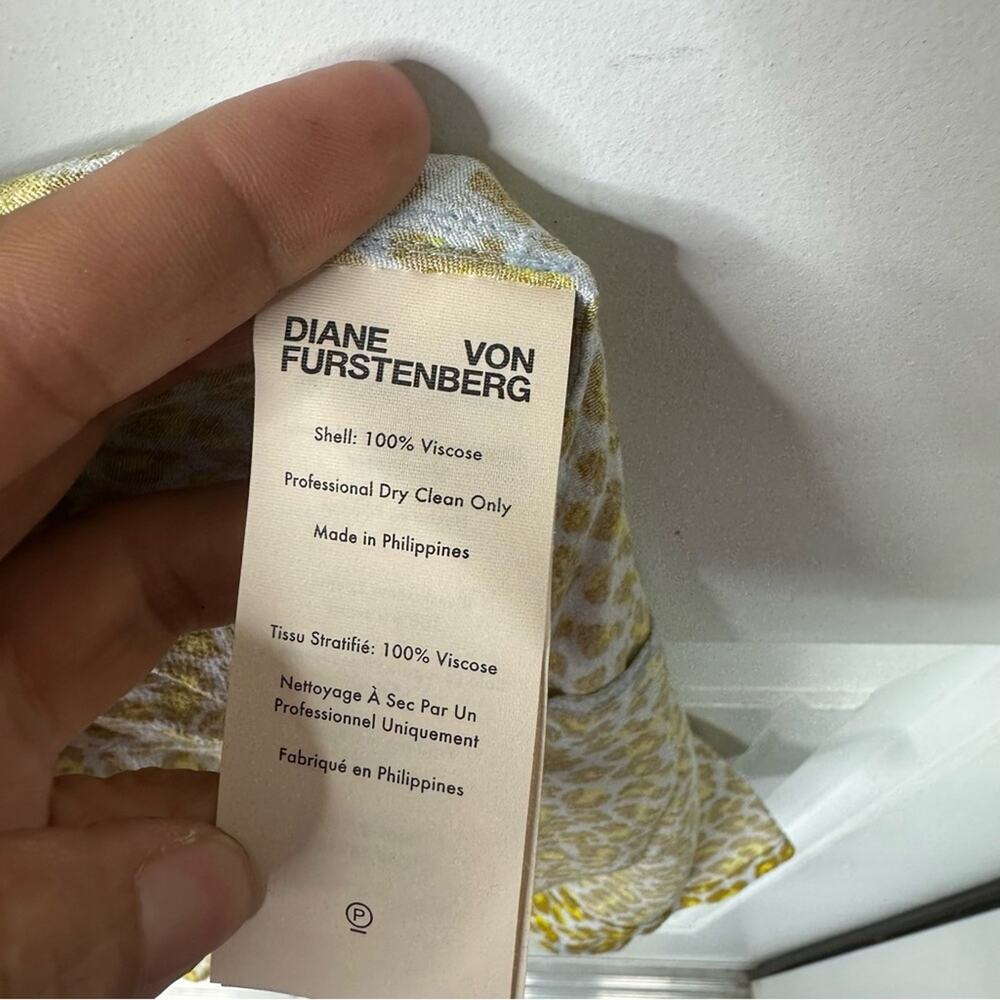 DIANE VON
FURSTENBERG
Shell: 100% Viscose
Professional Dry Clean Only
Made in Philippines
Tissu Stratifié: 100% Viscose
Nettoyage À Sec Par Un
Professionnel Uniquement
Fabriqué en Philippines
P